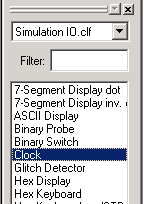 Simulation IO.clf
Filter:
7-Segment Display dot
7-Segment Display inv. (
ASCII Display
Binary Probe
Binary Switch
Clock
Glitch Detector
Hex Display
Hex Keyboard